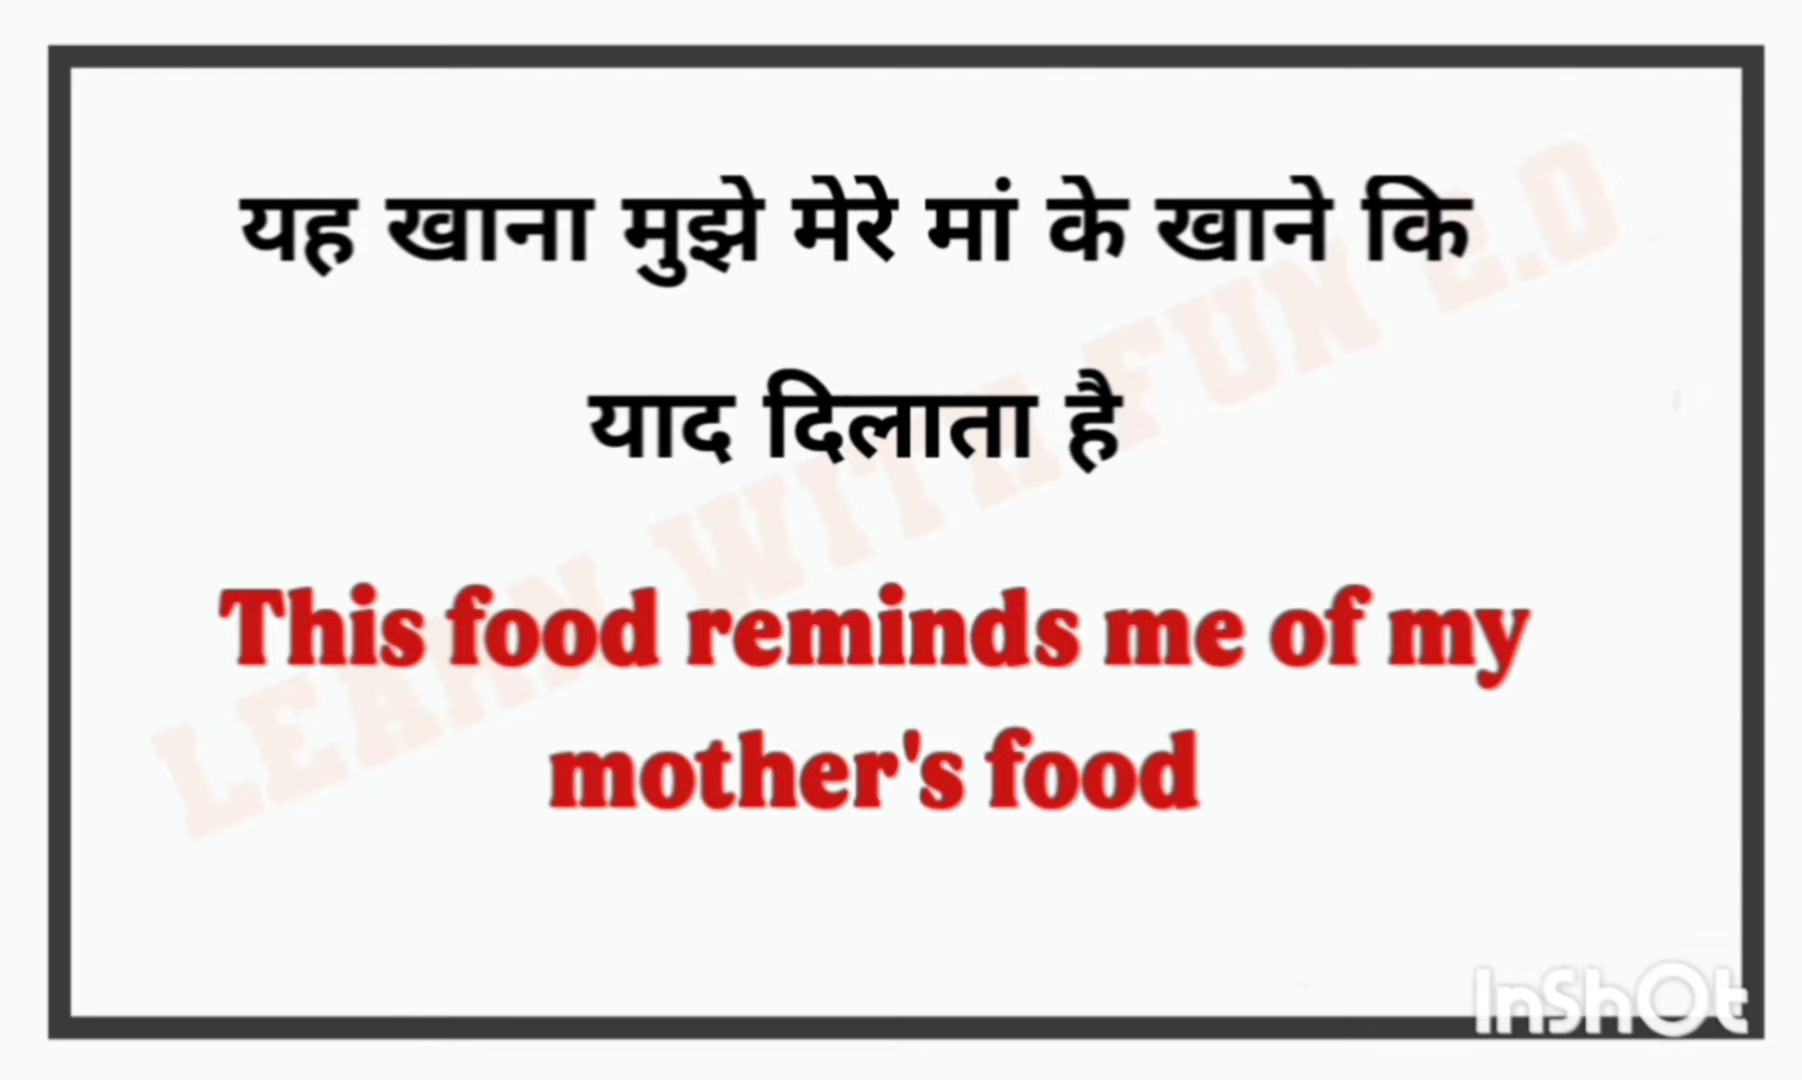 यह खाना मुझे मेरे मां के खाने कि
याद दिलाता है
This food reminds me of my
mother's food
LEARN WITH FUN 2.0
InShOt